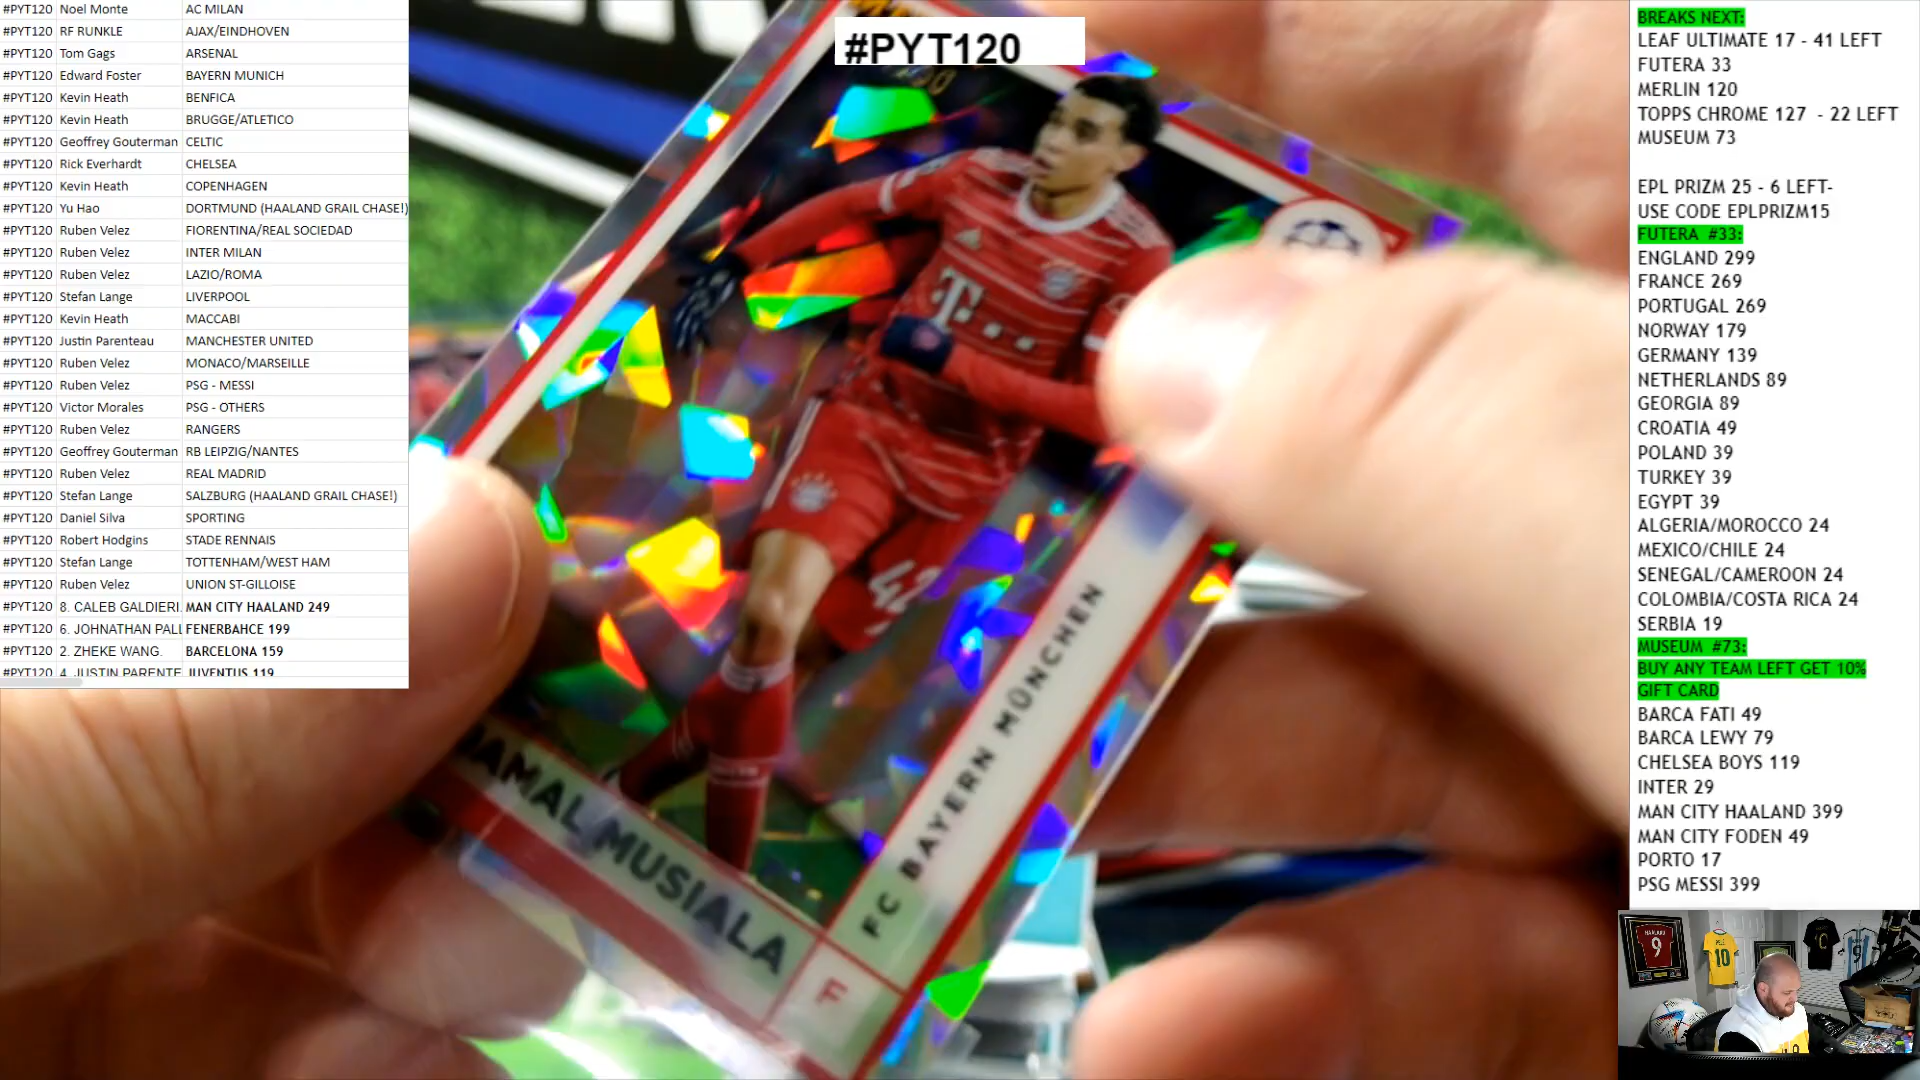 #PYT120 Noel Monte AC MILAN
#PYT120 RF RUNKLE AJAX/EINDHOVEN
#PYT120 Tom Gags ARSENAL
#PYT120 Edward Foster BAYERN MUNICH
#PYT120 Kevin Heath BENFICA
#PYT120 Kevin Heath BRUGGE/ATLETICO
#PYT120 Geoffrey Gouterman CELTIC
#PYT120 Rick Everhardt CHELSEA
#PYT120 Kevin Heath COPENHAGEN
#PYT120 Yu Hao DORTMUND (HAALAND GRAIL CHASE!)
#PYT120 Ruben Velez FIORENTINA/REAL SOCIEDAD
#PYT120 Ruben Velez INTER MILAN
#PYT120 Ruben Velez LAZIO/ROMA
#PYT120 Stefan Lange LIVERPOOL
#PYT120 Kevin Heath MACCABI
#PYT120 Justin Parenteau MANCHESTER UNITED
#PYT120 Ruben Velez MONACO/MARSEILLE
#PYT120 Ruben Velez PSG - MESSI
#PYT120 Victor Morales PSG - OTHERS
#PYT120 Ruben Velez RANGERS
#PYT120 Geoffrey Gouterman RB LEIPZIG/NANTES
#PYT120 Ruben Velez REAL MADRID
#PYT120 Stefan Lange SALZBURG (HAALAND GRAIL CHASE!)
#PYT120 Daniel Silva SPORTING
#PYT120 Robert Hodgins STADE RENNAIS
#PYT120 Stefan Lange TOTTENHAM/WEST HAM
#PYT120 Ruben Velez UNION ST-GILLOISE
#PYT120 8. CALEB GALDIERI. MAN CITY HAALAND 249
#PYT120 6. JOHNATHAN PALL FENERBAHCE 199
#PYT120 2. ZHEKE WANG. BARCELONA 159
#PYT120 4. JUSTIN PARENTE JUVENTUS 119
#PYT120
T
42
JAMAL MUSIALA
FC BAYERN MÜNCHEN
F
BREAKS NEXT:
LEAF ULTIMATE 17 - 41 LEFT
FUTERA 33
MERLIN 120
TOPPS CHROME 127 - 22 LEFT
MUSEUM 73
EPL PRIZM 25 - 6 LEFT-
USE CODE EPLPRIZM15
FUTERA #33:
ENGLAND 299
FRANCE 269
PORTUGAL 269
NORWAY 179
GERMANY 139
NETHERLANDS 89
GEORGIA 89
CROATIA 49
POLAND 39
TURKEY 39
EGYPT 39
ALGERIA/MOROCCO 24
MEXICO/CHILE 24
SENEGAL/CAMEROON 24
COLOMBIA/COSTA RICA 24
SERBIA 19
MUSEUM #73:
BUY ANY TEAM LEFT GET 10%
GIFT CARD
BARCA FATI 49
BARCA LEWY 79
CHELSEA BOYS 119
INTER 29
MAN CITY HAALAND 399
MAN CITY FODEN 49
PORTO 17
PSG MESSI 399
HAALAND
9
10
9